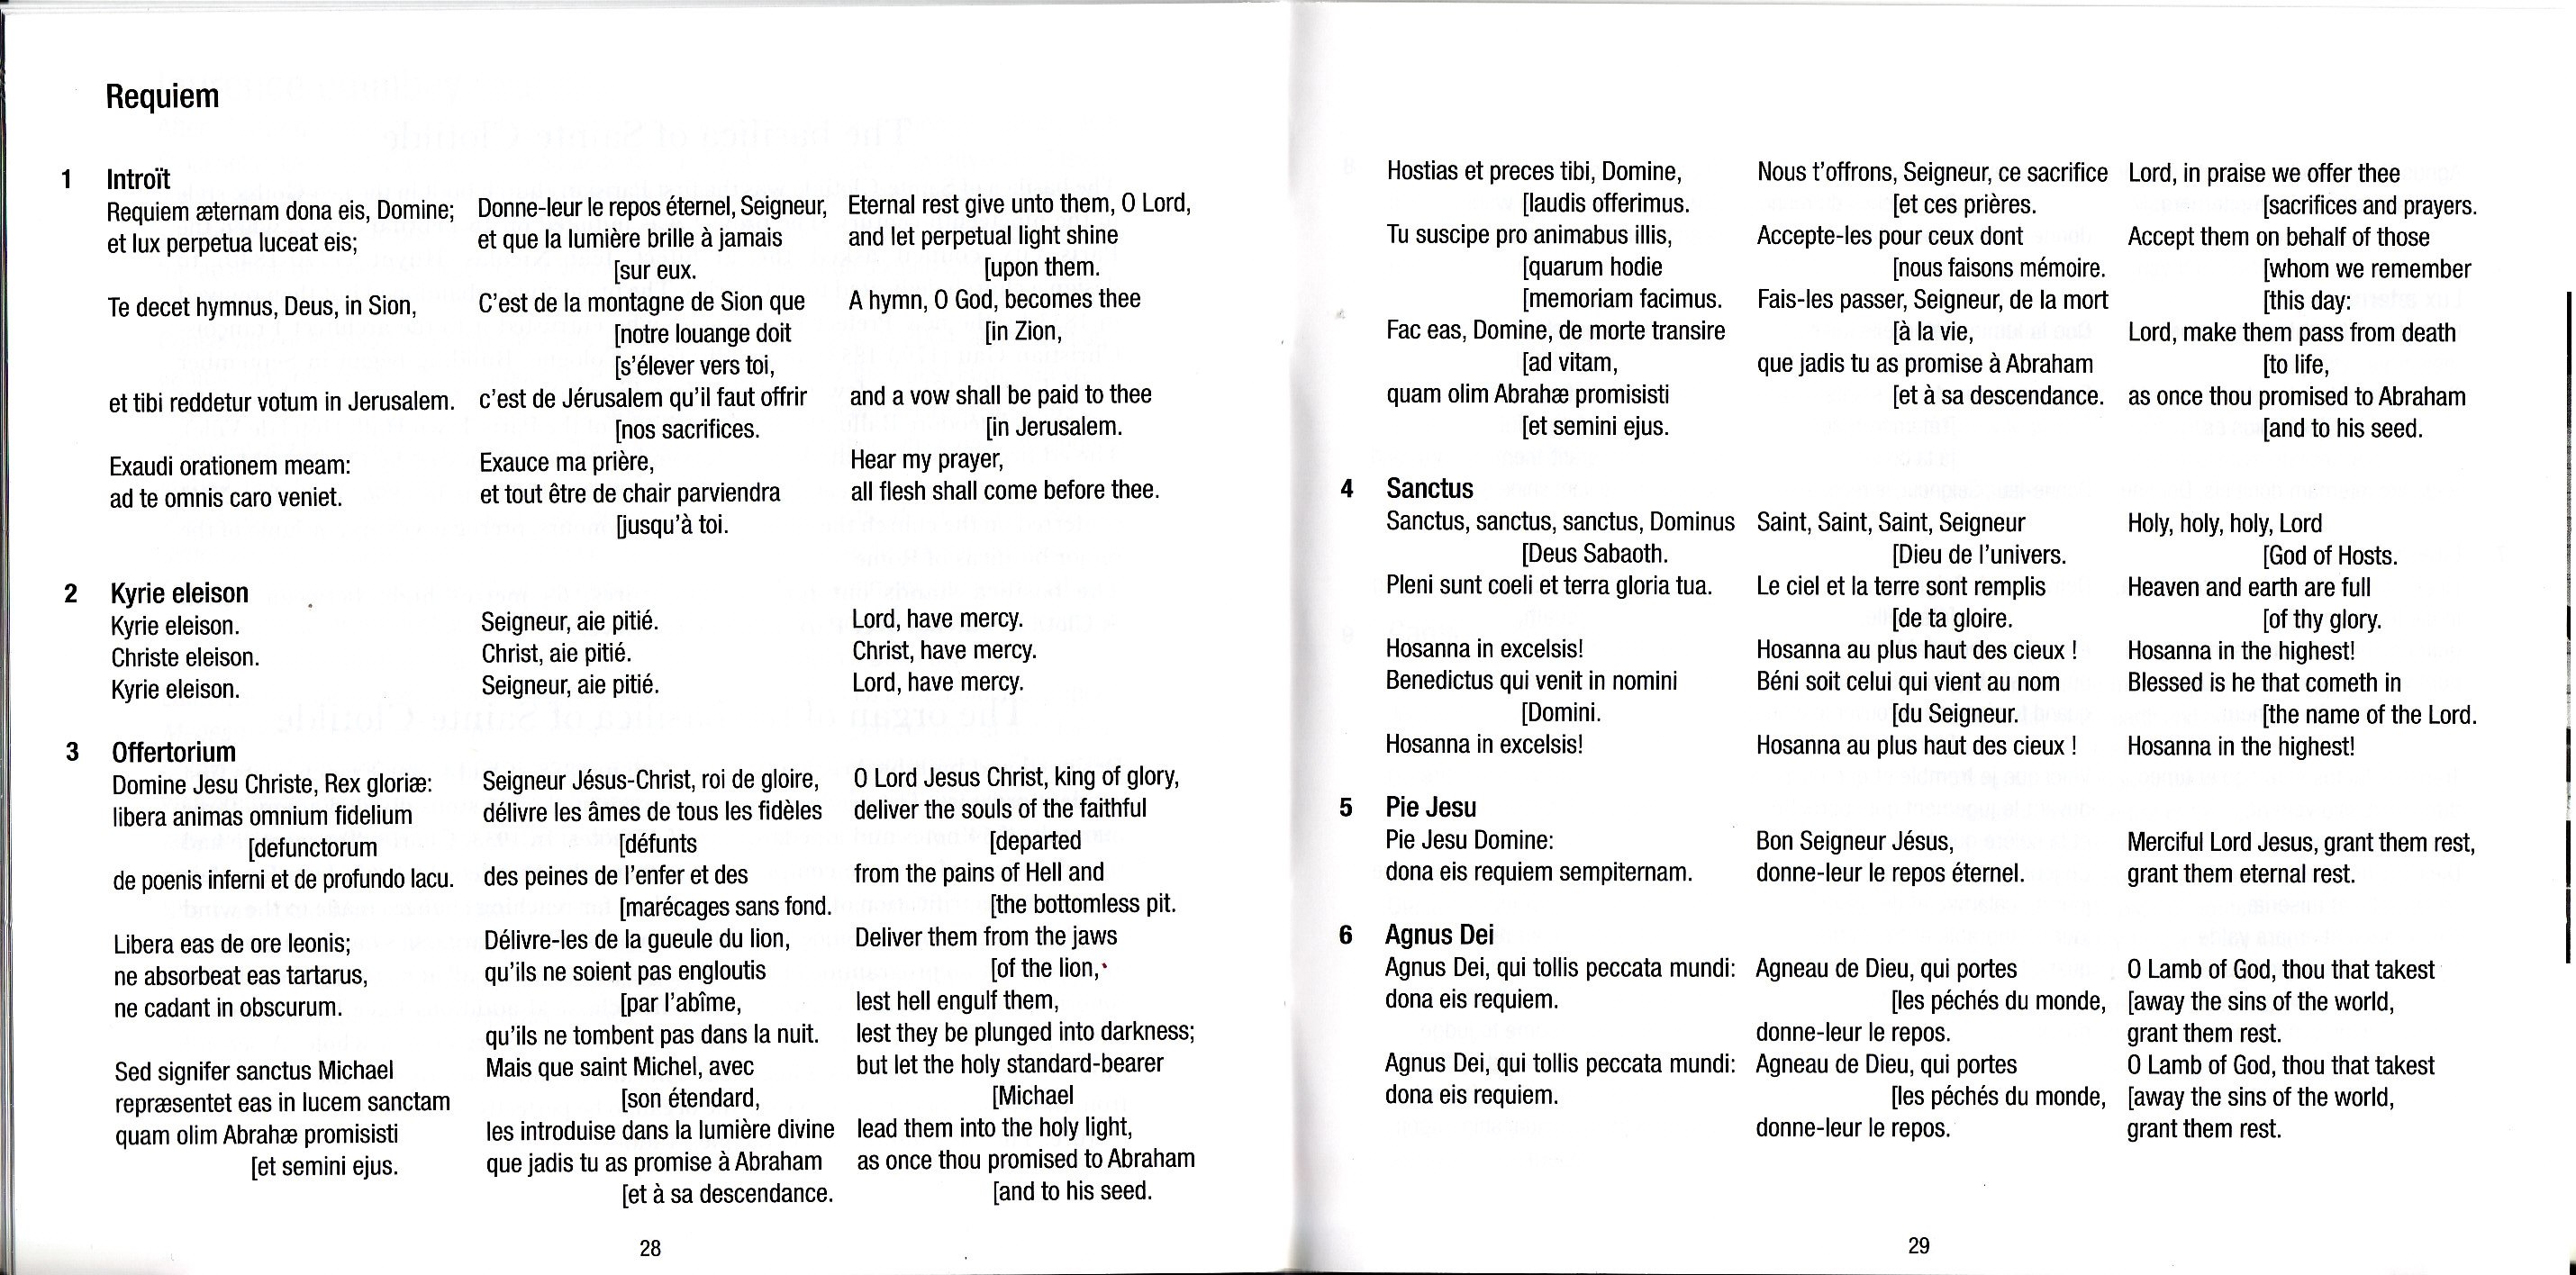 Requiem
1 Introït
Requiem æternam dona eis, Domine;
et lux perpetua luceat eis;
Te decet hymnus, Deus, in Sion,
et tibi reddetur votum in Jerusalem.
Exaudi orationem meam:
ad te omnis caro veniet.
Donne-leur le repos éternel, Seigneur,
et que la lumière brille à jamais
[sur eux.
C'est de la montagne de Sion que
[notre louange doit
[s'élever vers toi,
c'est de Jérusalem qu'il faut offrir
[nos sacrifices.
Exauce ma prière,
et tout être de chair parviendra
[jusqu'à toi.
Eternal rest give unto them, O Lord,
and let perpetual light shine
[upon them.
A hymn, O God, becomes thee
[in Zion,
and a vow shall be paid to thee
[in Jerusalem.
Hear my prayer,
all flesh shall come before thee.
2 Kyrie eleison
Kyrie eleison.
Christe eleison.
Kyrie eleison.
Seigneur, aie pitié.
Christ, aie pitié.
Seigneur, aie pitié.
Lord, have mercy.
Christ, have mercy.
Lord, have mercy.
3 Offertorium
Domine Jesu Christe, Rex gloriæ:
libera animas omnium fidelium
[defunctorum
de poenis inferni et de profundo lacu.
Libera eas de ore leonis;
ne absorbeat eas tartarus,
ne cadant in obscurum.
Sed signifer sanctus Michael
repræsentet eas in lucem sanctam
quam olim Abrahæ promisisti
[et semini ejus.
Seigneur Jésus-Christ, roi de gloire,
délivre les âmes de tous les fidèles
[défunts
des peines de l'enfer et des
[marécages sans fond.
Délivre-les de la gueule du lion,
qu'ils ne soient pas engloutis
[par l'abîme,
qu'ils ne tombent pas dans la nuit.
Mais que saint Michel, avec
[son étendard,
les introduise dans la lumière divine
que jadis tu as promise à Abraham
[et à sa descendance.
O Lord Jesus Christ, king of glory,
deliver the souls of the faithful
[departed
from the pains of Hell and
[the bottomless pit.
Deliver them from the jaws
[of the lion,
lest hell engulf them,
lest they be plunged into darkness;
but let the holy standard-bearer
[Michael
lead them into the holy light,
as once thou promised to Abraham
[and to his seed.
28
Hostias et preces tibi, Domine,
[laudis offerimus.
Tu suscipe pro animabus illis,
[quarum hodie
[memoriam facimus.
Fac eas, Domine, de morte transire
[ad vitam,
quam olim Abrahæ promisisti
[et semini ejus.
Nous t'offrons, Seigneur, ce sacrifice
[et ces prières.
Accepte-les pour ceux dont
[nous faisons mémoire.
Fais-les passer, Seigneur, de la mort
[à la vie,
que jadis tu as promise à Abraham
[et à sa descendance.
Lord, in praise we offer thee
[sacrifices and prayers.
Accept them on behalf of those
[whom we remember
[this day:
Lord, make them pass from death
[to life,
as once thou promised to Abraham
[and to his seed.
4 Sanctus
Sanctus, sanctus, sanctus, Dominus
[Deus Sabaoth.
Pleni sunt coeli et terra gloria tua.
Hosanna in excelsis!
Benedictus qui venit in nomini
[Domini.
Hosanna in excelsis!
Saint, Saint, Saint, Seigneur
[Dieu de l'univers.
Le ciel et la terre sont remplis
[de ta gloire.
Hosanna au plus haut des cieux !
Béni soit celui qui vient au nom
[du Seigneur.
Hosanna au plus haut des cieux !
Holy, holy, holy, Lord
[God of Hosts.
Heaven and earth are full
[of thy glory.
Hosanna in the highest!
Blessed is he that cometh in
[the name of the Lord.
Hosanna in the highest!
5 Pie Jesu
Pie Jesu Domine:
dona eis requiem sempiternam.
Bon Seigneur Jésus,
donne-leur le repos éternel.
Merciful Lord Jesus, grant them rest,
grant them eternal rest.
6 Agnus Dei
Agnus Dei, qui tollis peccata mundi:
dona eis requiem.
Agnus Dei, qui tollis peccata mundi:
dona eis requiem.
Agneau de Dieu, qui portes
[les péchés du monde,
donne-leur le repos.
Agneau de Dieu, qui portes
[les péchés du monde,
donne-leur le repos.
O Lamb of God, thou that takest
[away the sins of the world,
grant them rest.
O Lamb of God, thou that takest
[away the sins of the world,
grant them rest.
29